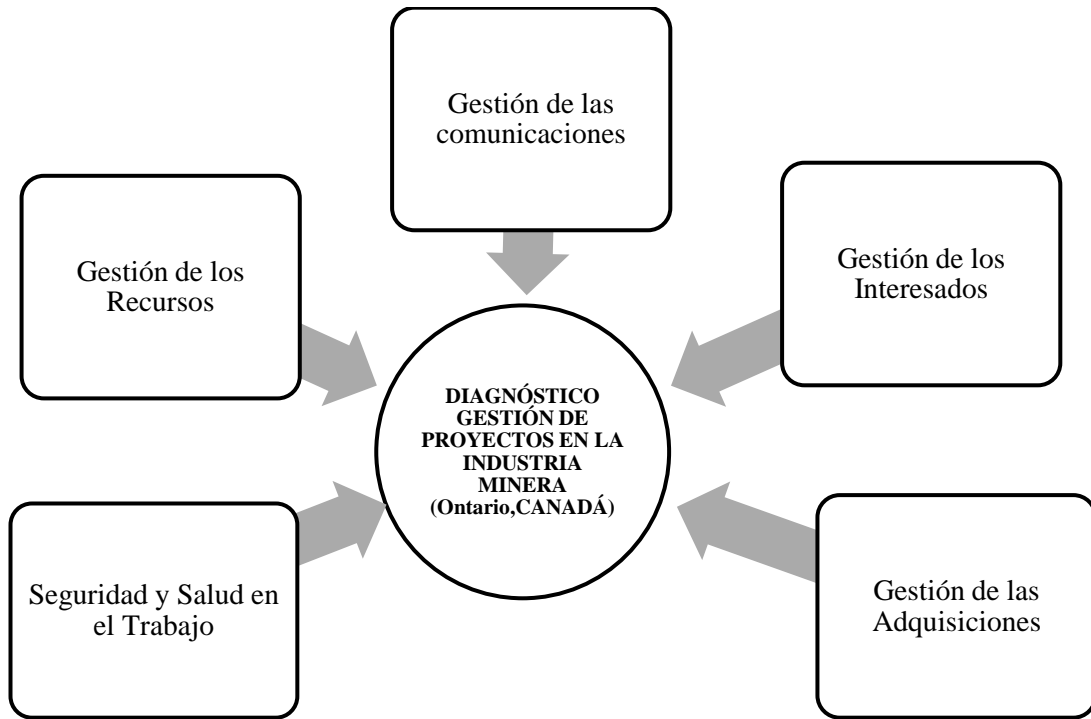 Gestión de las
comunicaciones
Gestión de los
Recursos
Gestión de los
Interesados
DIAGNÓSTICO
GESTIÓN DE
PROYECTOS EN LA
INDUSTRIA
MINERA
(Ontario,CANADÁ)
Seguridad y Salud en
el Trabajo
Gestión de las
Adquisiciones